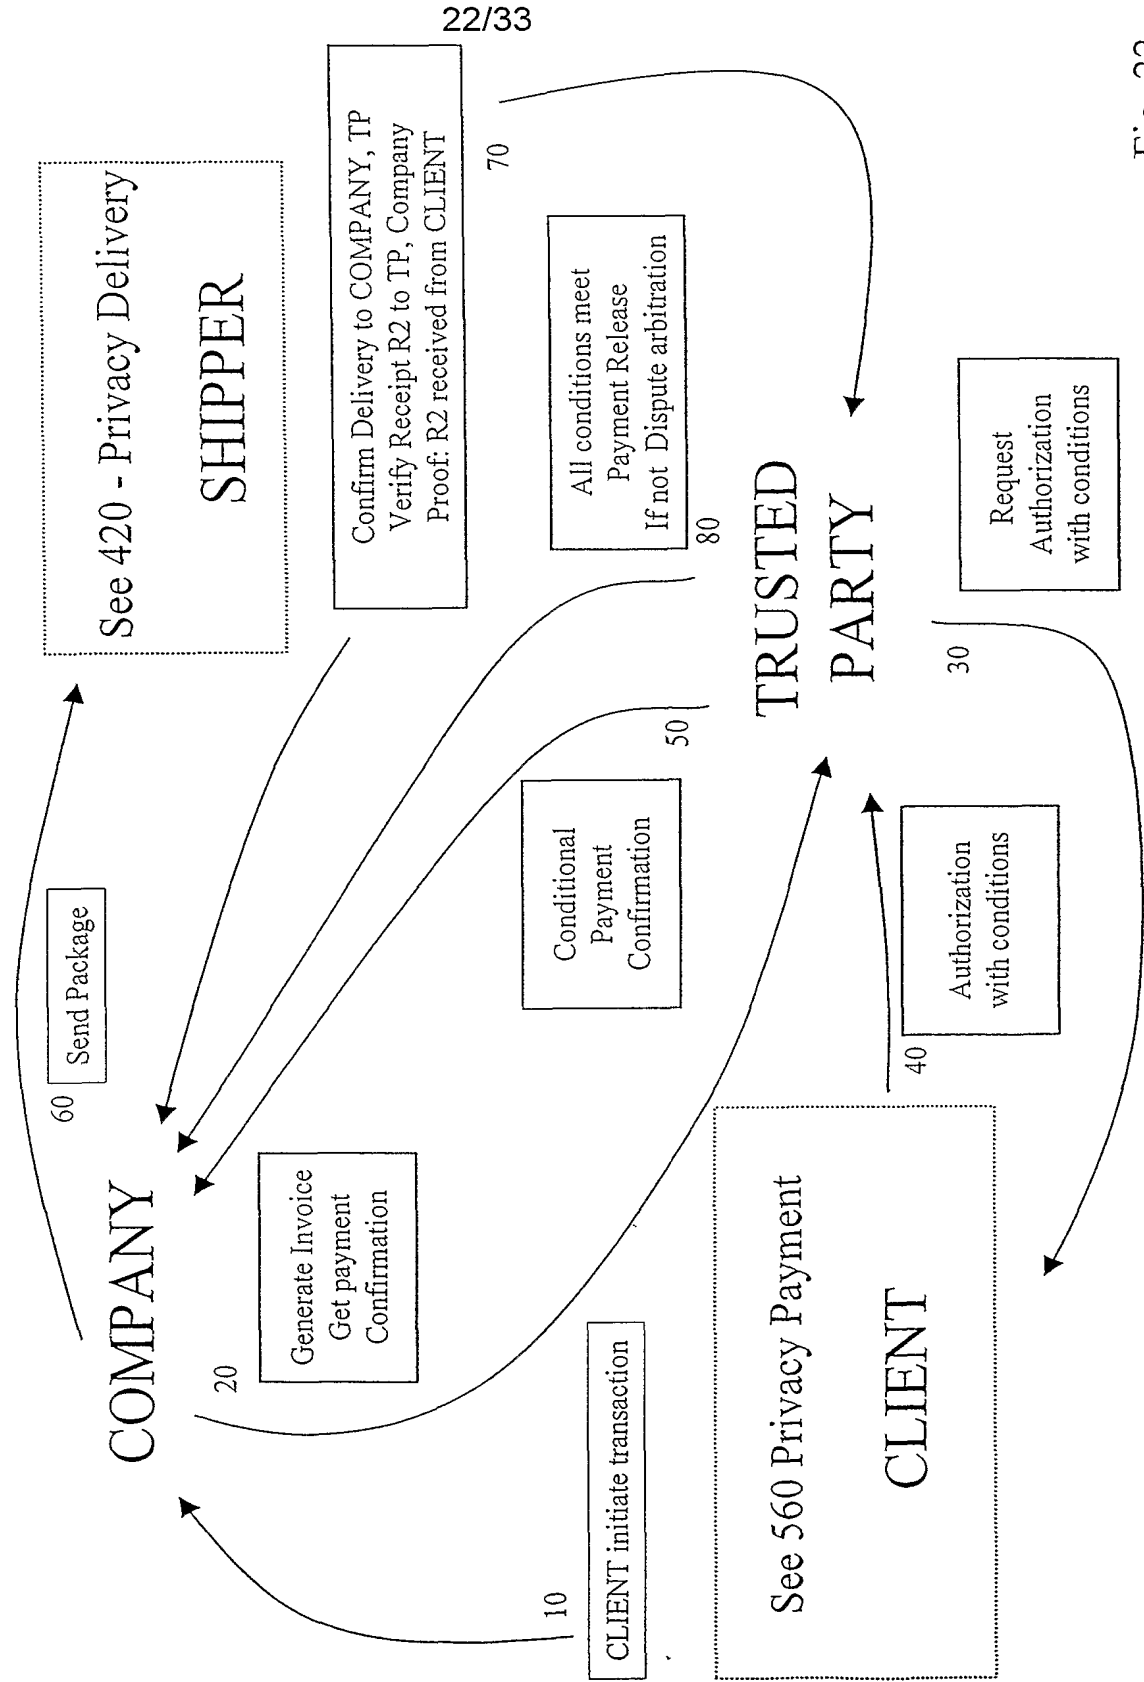 22/33
COMPANY
60
Send Package
See 420 - Privacy Delivery
SHIPPER
20
Generate Invoice
Get payment
Confirmation
Confirm Delivery to COMPANY, TP
Verify Receipt R2 to TP, Company
Proof: R2 received from CLIENT
70
10
CLIENT initiate transaction
Conditional
Payment
Confirmation
50
All conditions meet
Payment Release
If not Dispute arbitration
80
See 560 Privacy Payment
CLIENT
TRUSTED
PARTY
40
Authorization
with conditions
30
Request
Authorization
with conditions